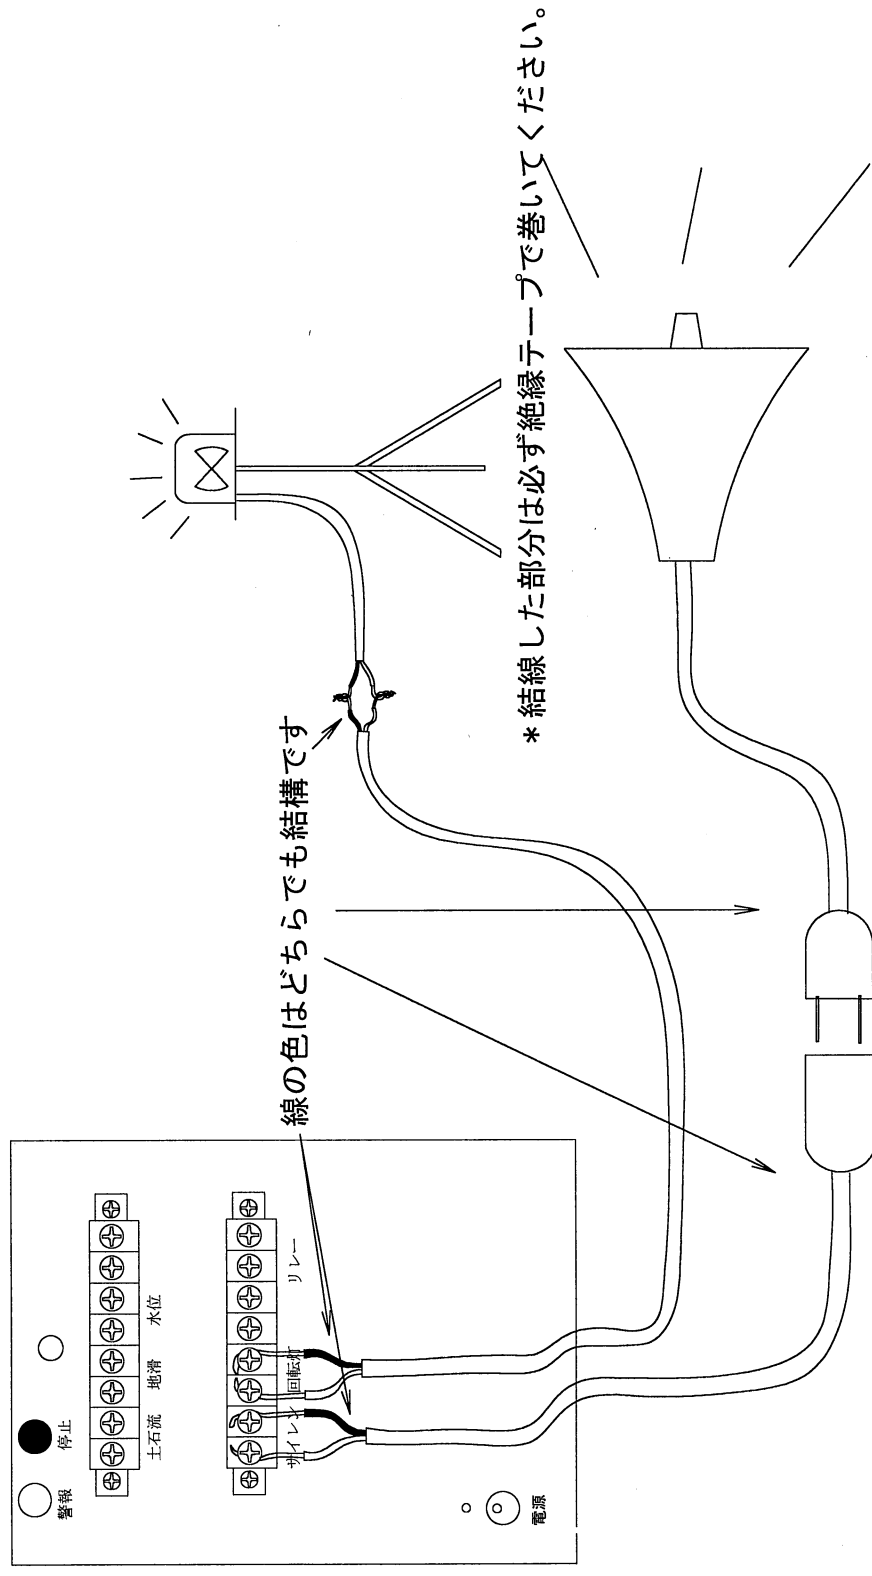 警報
停止
土石流
地滑
水位
サイレン
回転灯
リレー
電源
線の色はどちらでも結構です
*結線した部分は必ず絶縁テープで巻いてください。